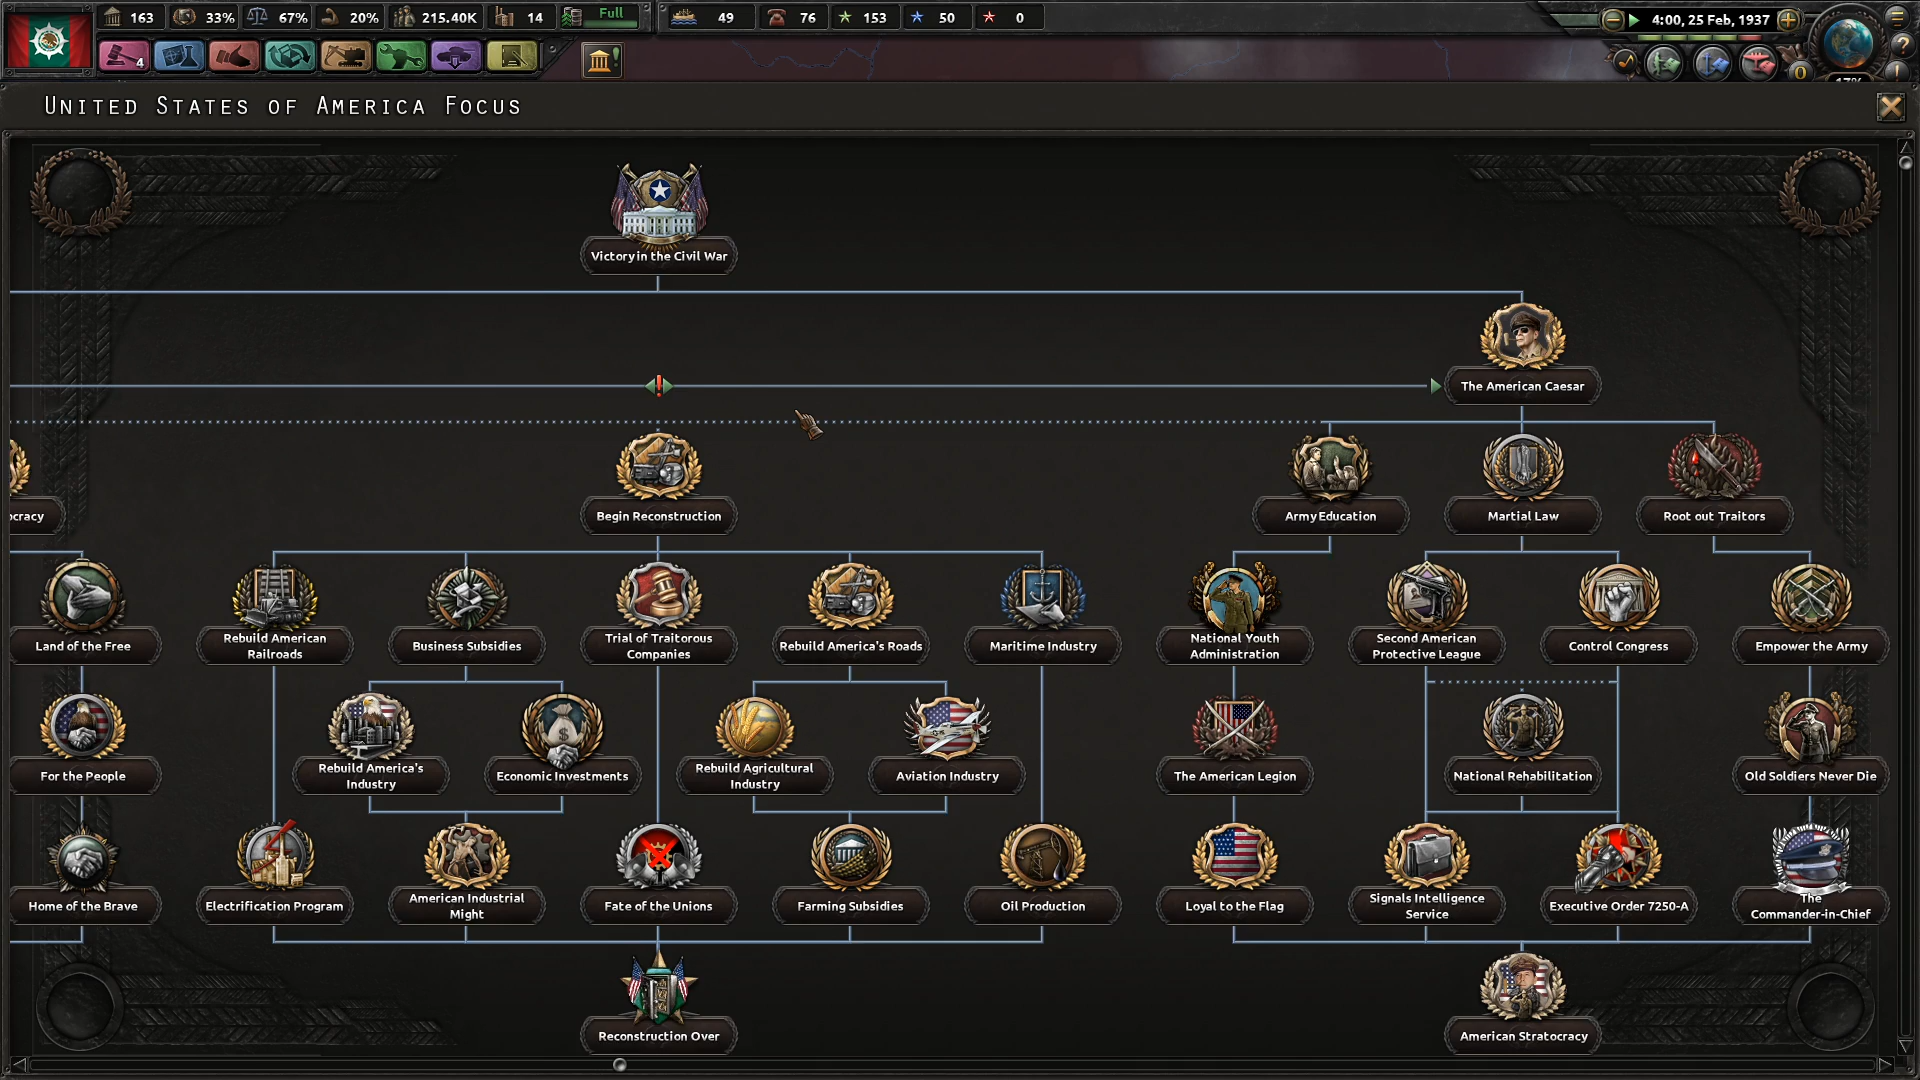 163 33% 67% 20% 215.40K 14 Full 49 76 153 50 0 4:00, 25 Feb, 1937
4
0
United States of America Focus
Victory in the Civil War
The American Caesar
ocracy
Begin Reconstruction
Army Education
Martial Law
Root out Traitors
Land of the Free
Rebuild American
Railroads
Business Subsidies
Trial of Traitorous
Companies
Rebuild America's Roads
Maritime Industry
National Youth
Administration
Second American
Protective League
Control Congress
Empower the Army
For the People
Rebuild America's
Industry
Economic Investments
Rebuild Agricultural
Industry
Aviation Industry
The American Legion
National Rehabilitation
Old Soldiers Never Die
Home of the Brave
Electrification Program
American Industrial
Might
Fate of the Unions
Farming Subsidies
Oil Production
Loyal to the Flag
Signals Intelligence
Service
Executive Order 7250-A
The
Commander-in-Chief
Reconstruction Over
American Stratocracy